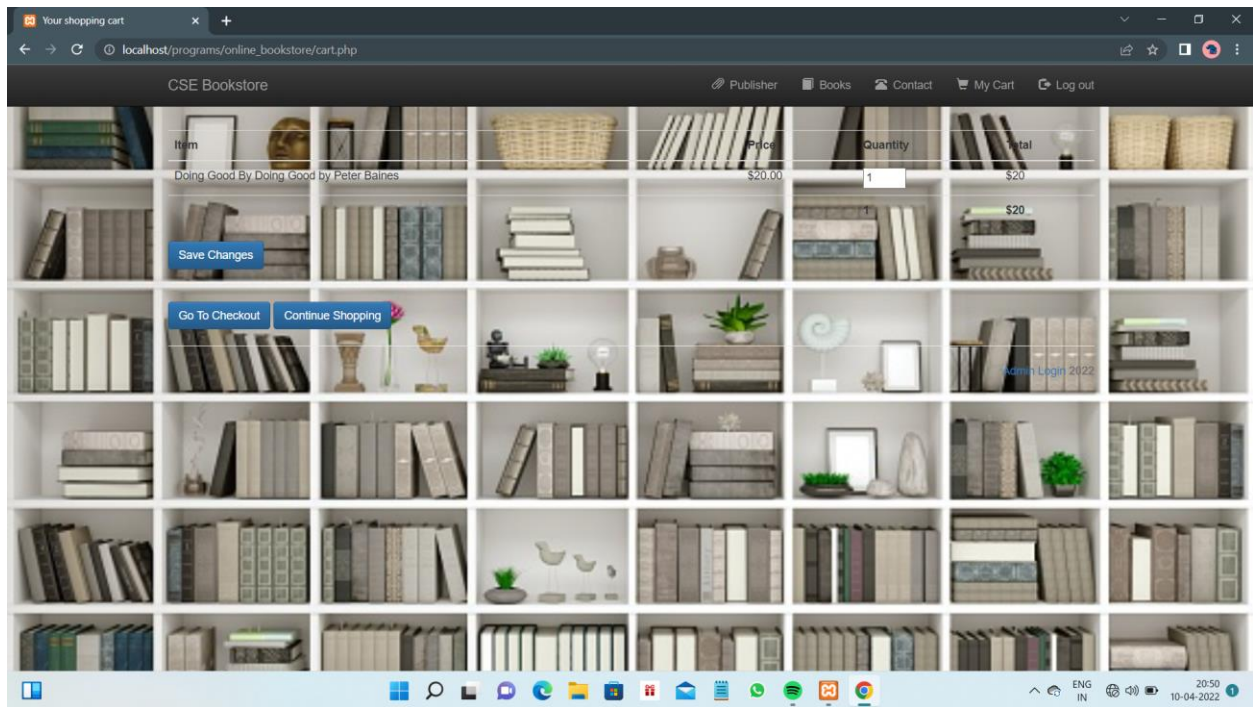 Your shopping cart
localhost/programs/online_bookstore/cart.php
CSE Bookstore Publisher Books Contact My Cart Log out
Item Price Quantity Total
Doing Good By Doing Good by Peter Baines $20.00 1 $20
1 $20
Save Changes
Go To Checkout Continue Shopping
Admin Login 2022
ENG 20:50
IN 10-04-2022 1